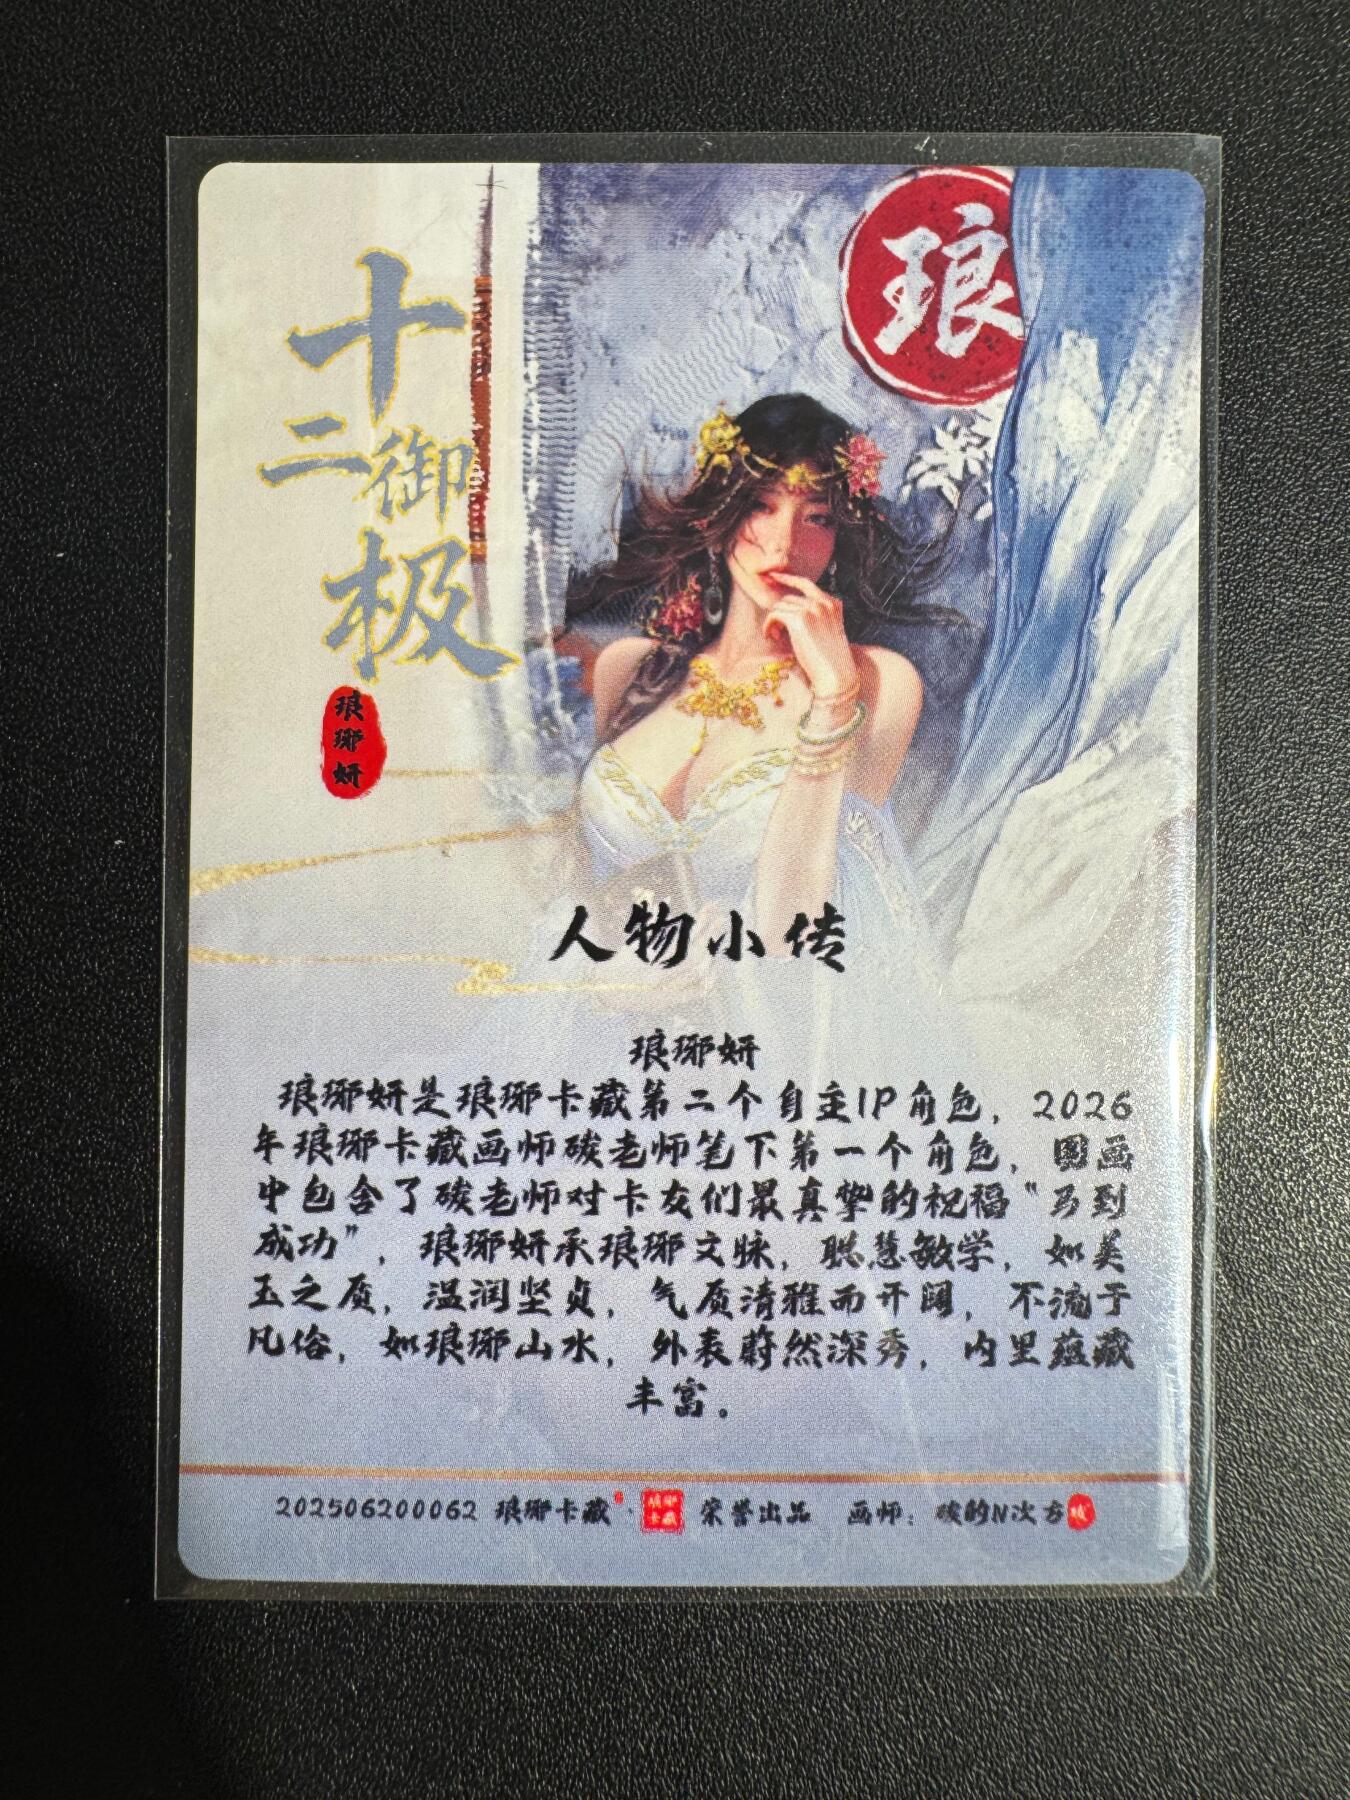 琅
十
二御
极
琅琊妍
人物小传
琅琊妍
琅琊妍是琅琊卡藏第二个自主IP角色，2026
年琅琊卡藏画师碳老师笔下第一个角色，图画
中包含了碳老师对卡友们最真挚的祝福“马到
成功”，琅琊妍承琅琊文脉，聪慧敏学，如美
玉之质，温润坚贞，气质清雅而开阔，不流于
凡俗，如琅琊山水，外表蔚然深秀，内里蕴藏
丰富。
202506200062 琅琊卡藏 琅琊卡藏 荣誉出品 画师：碳的N次方